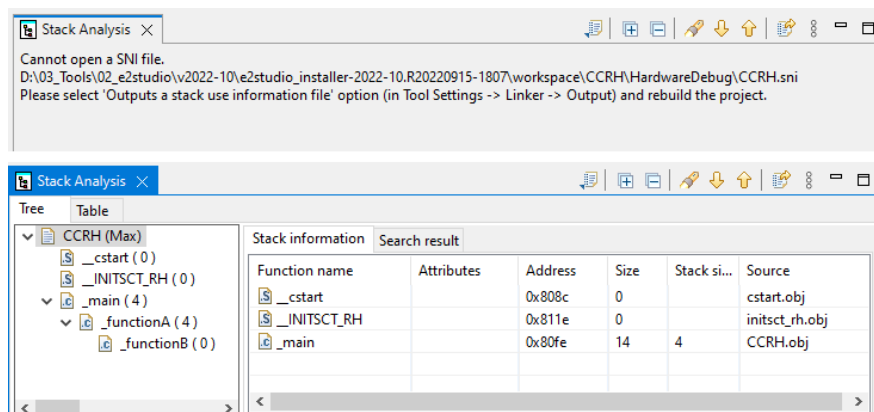 Stack Analysis
Cannot open a SNI file.
D:\03_Tools\02_e2studio\v2022-10\e2studio_installer-2022-10.R20220915-1807\workspace\CCRH\HardwareDebug\CCRH.sni
Please select 'Outputs a stack use information file' option (in Tool Settings -> Linker -> Output) and rebuild the project.
Stack Analysis
Tree Table
CCRH (Max)
__cstart ( 0 )
__INITSCT_RH ( 0 )
_main ( 4 )
_functionA ( 4 )
_functionB ( 0 )
Stack information Search result
Function name Attributes Address Size Stack si... Source
__cstart 0x808c 0 cstart.obj
__INITSCT_RH 0x811e 0 initsct_rh.obj
_main 0x80fe 14 4 CCRH.obj